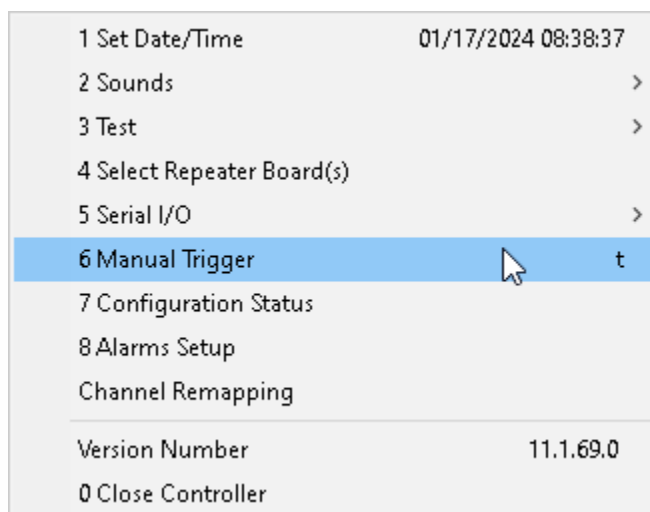 1 Set Date/Time 01/17/2024 08:38:37
2 Sounds
3 Test
4 Select Repeater Board(s)
5 Serial I/O
6 Manual Trigger t
7 Configuration Status
8 Alarms Setup
Channel Remapping
Version Number 11.1.69.0
0 Close Controller